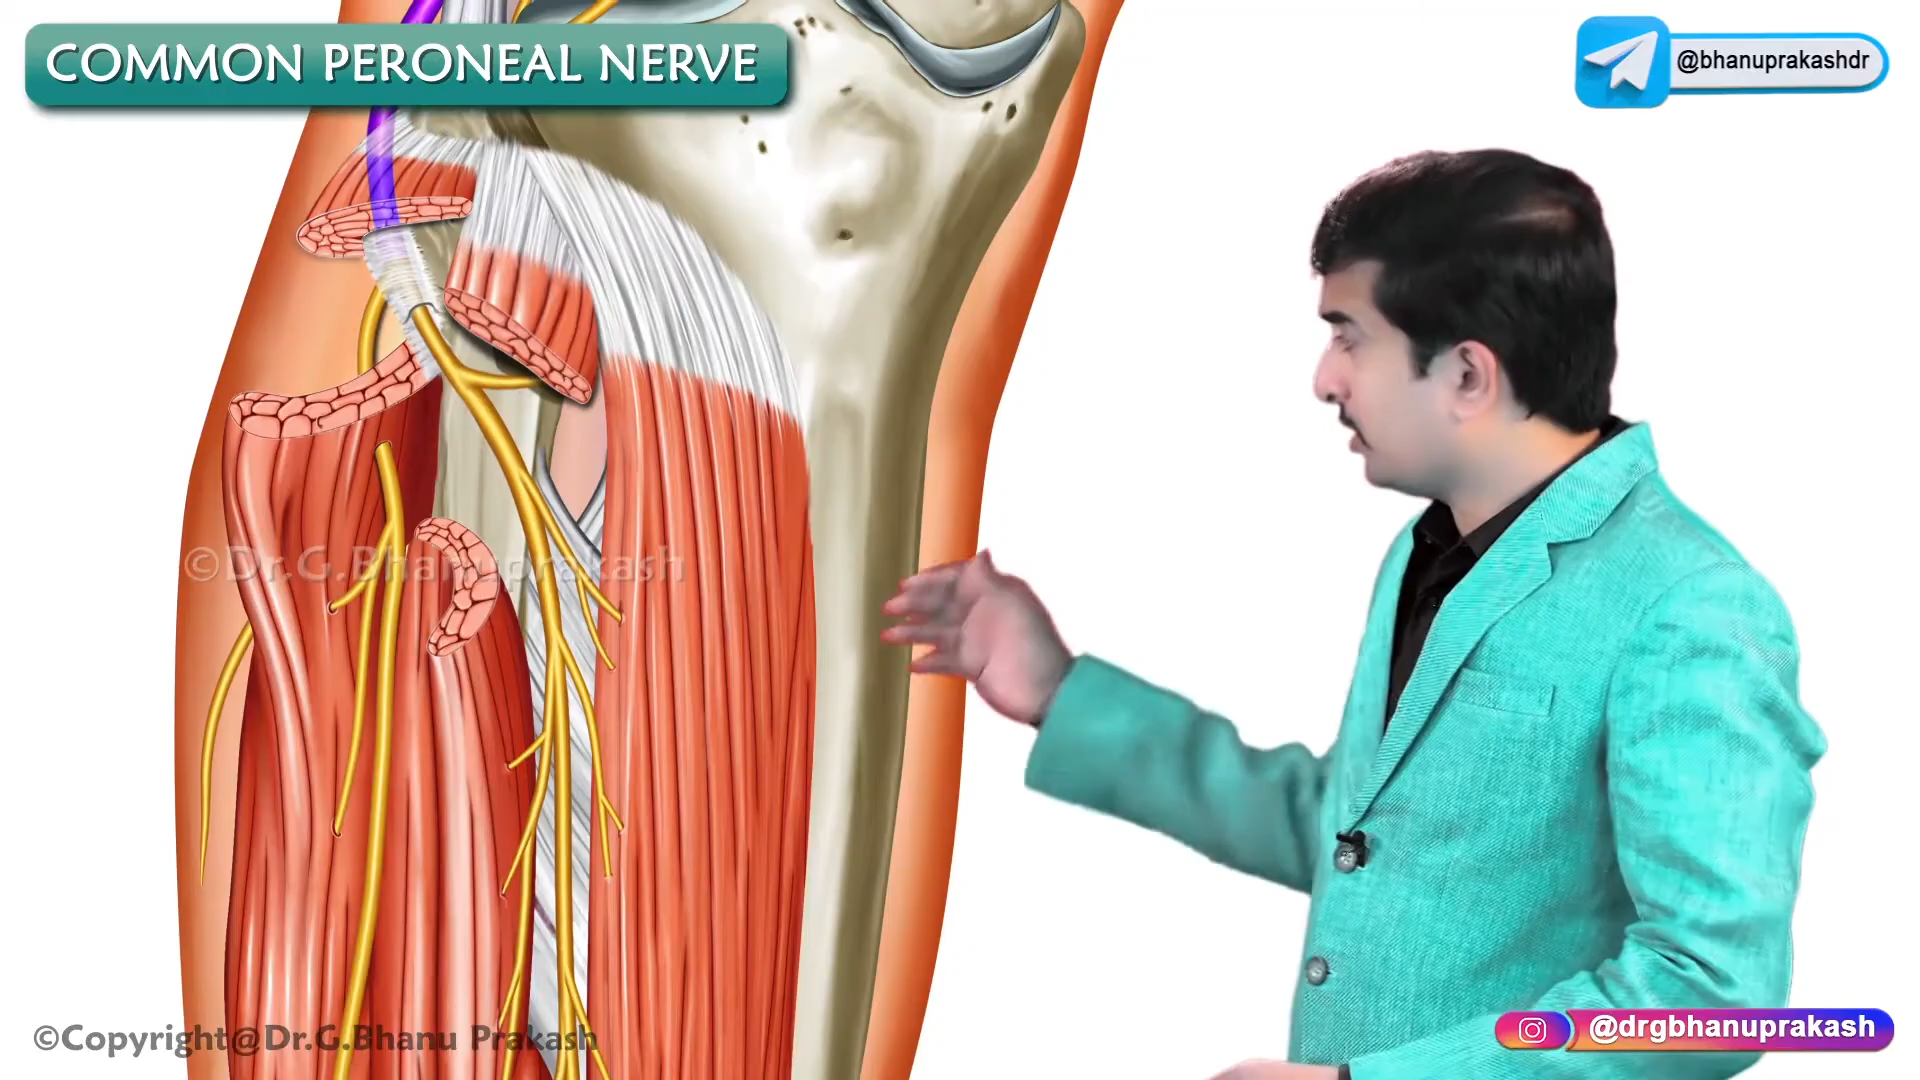 COMMON PERONEAL NERVE
@bhanuprakashdr
©Dr.G.Bhanuprakash
©Copyright@Dr.G.Bhanu Prakash
@drgbhanuprakash